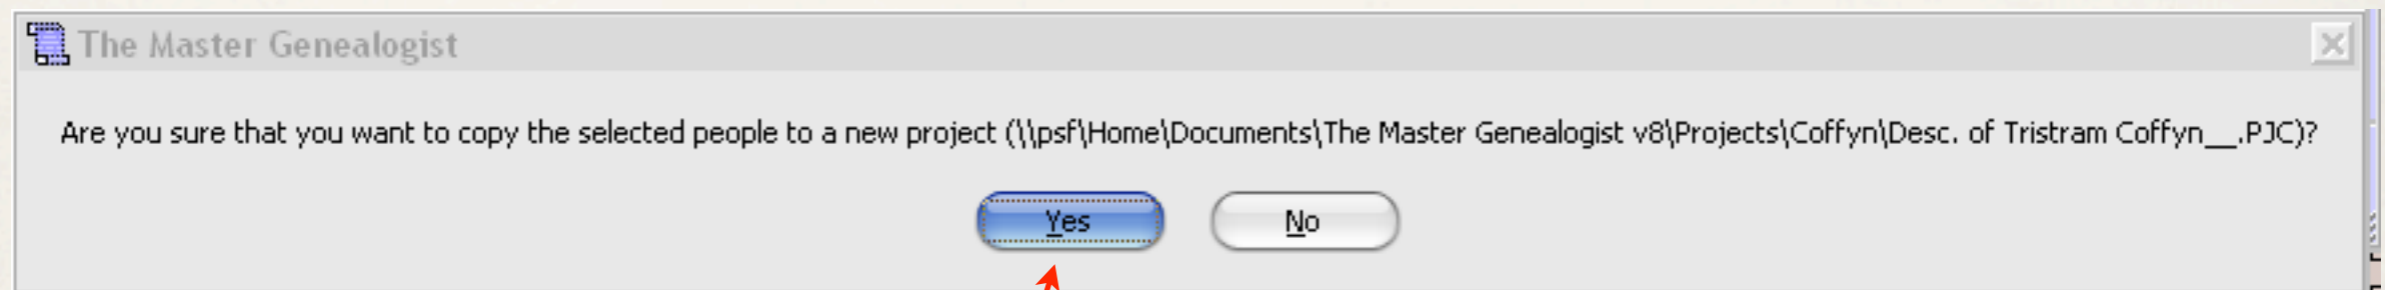 The Master Genealogist
Are you sure that you want to copy the selected people to a new project (\\psf\Home\Documents\The Master Genealogist v8\Projects\Coffyn\Desc. of Tristram Coffyn__.PJC)?
Yes
No